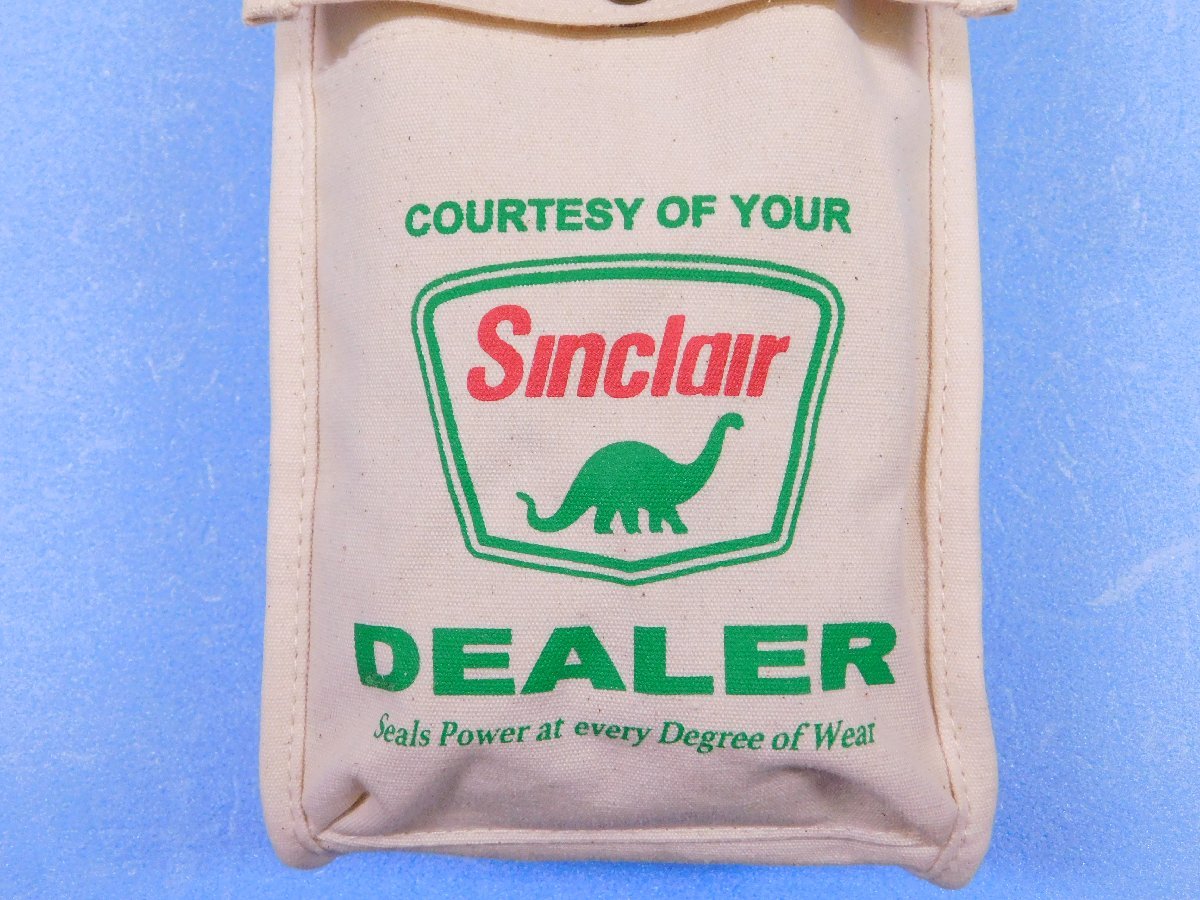 COURTESY OF YOUR
Sinclair
DEALER
Seals Power at every Degree of Wear